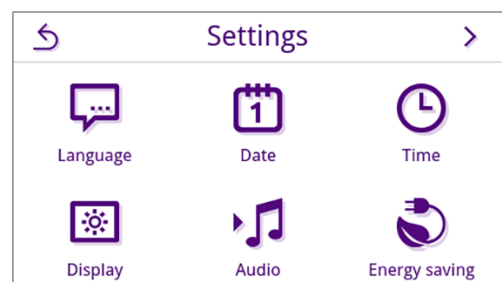 Settings
...
1
Language Date Time
Display Audio Energy saving